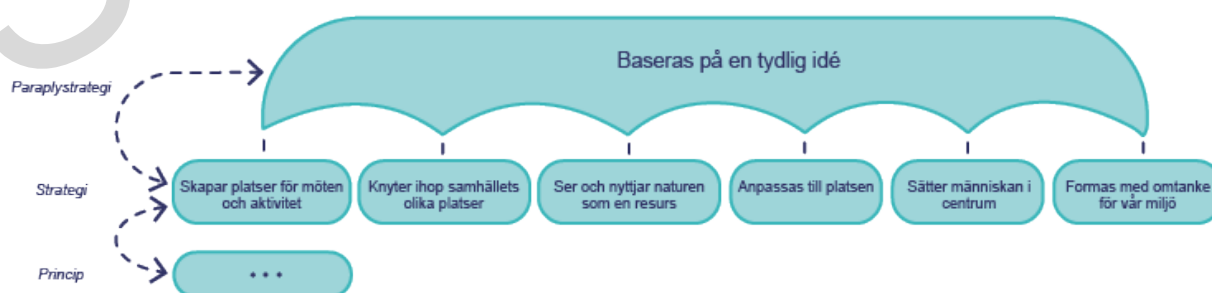 Baseras på en tydlig idé
Paraplystrategi
Strategi
Skapar platser för möten
och aktivitet
Knyter ihop samhällets
olika platser
Ser och nyttjar naturen
som en resurs
Anpassas till platsen
Sätter människan i
centrum
Formas med omtanke
för vår miljö
Princip
• • •